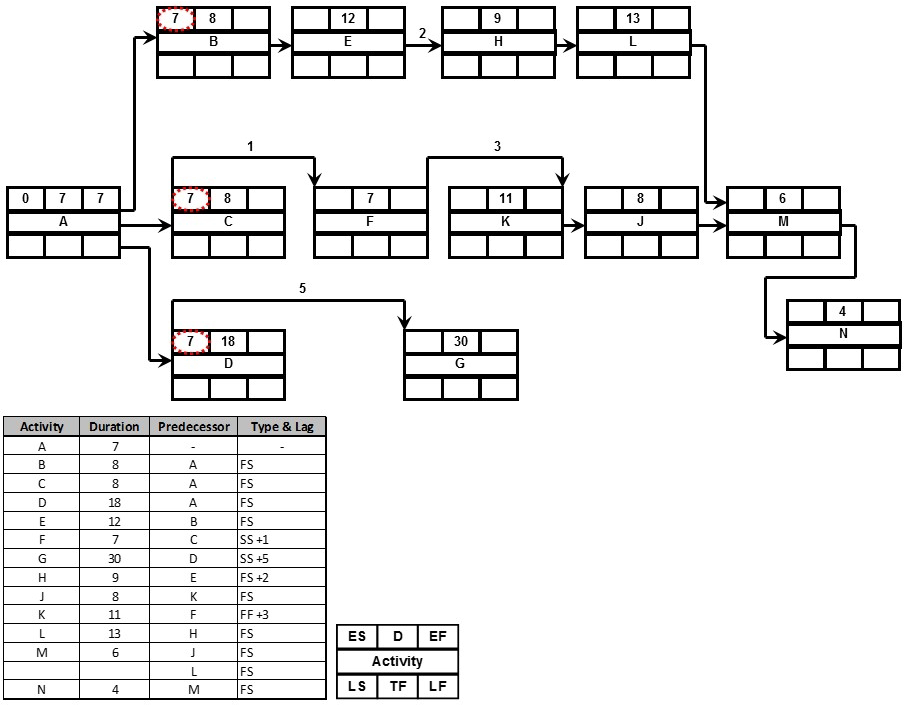 7 8
B
12
E
2
9
H
13
L
0 7 7
A
1
7 8
C
7
F
3
11
K
8
J
6
M
5
7 18
D
30
G
4
N
Activity Duration Predecessor Type & Lag
A 7 - -
B 8 A FS
C 8 A FS
D 18 A FS
E 12 B FS
F 7 C SS +1
G 30 D SS +5
H 9 E FS +2
J 8 K FS
K 11 F FF +3
L 13 H FS
M 6 J FS
L FS
N 4 M FS
ES D EF
Activity
LS TF LF